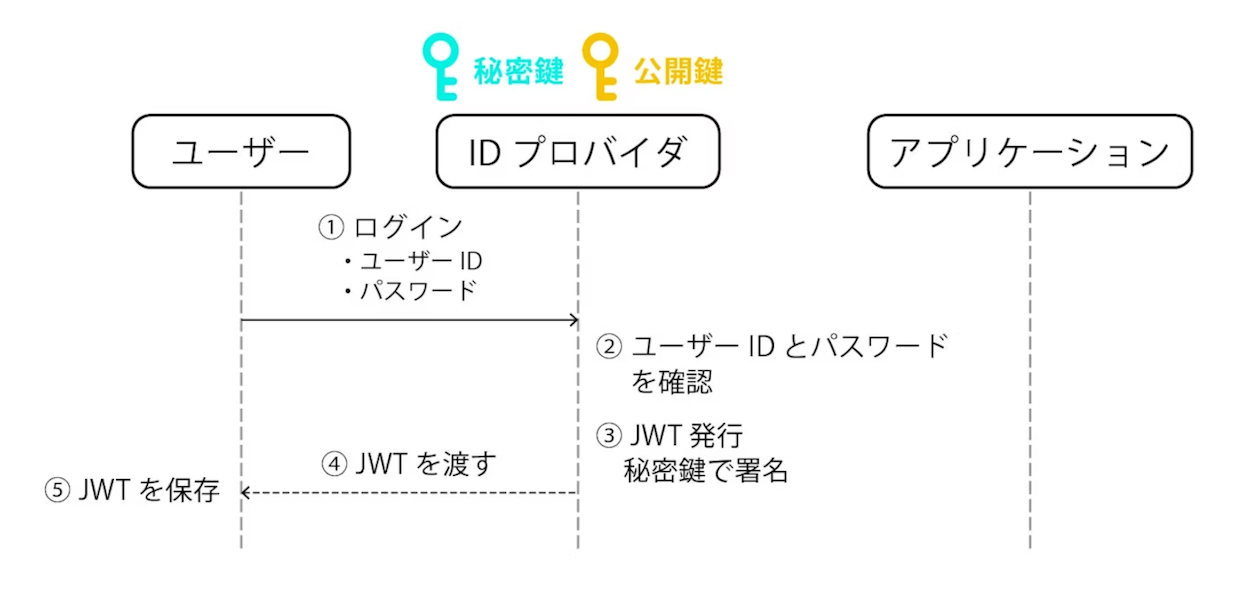 秘密鍵
公開鍵
ユーザー
ID プロバイダ
アプリケーション
① ログイン
・ユーザー ID
・パスワード
② ユーザー ID とパスワード
を確認
③ JWT 発行
秘密鍵で署名
④ JWT を渡す
⑤ JWT を保存